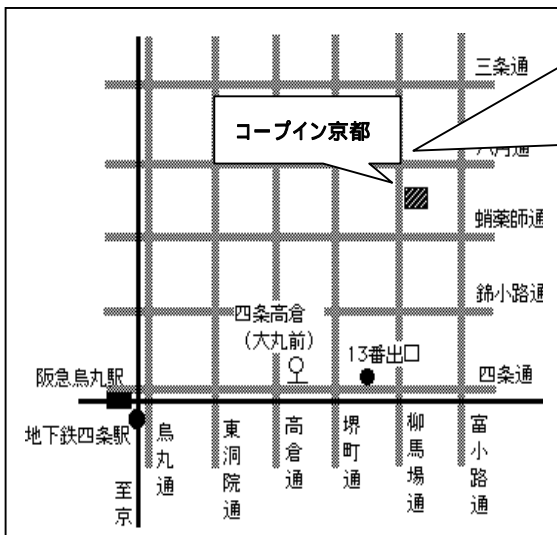 三条通
コープイン京都
六角通
蛸薬師通
錦小路通
四条高倉
(大丸前)
13番出口
四条通
阪急烏丸駅
地下鉄四条駅
烏丸通
東洞院通
高倉通
堺町通
柳馬場通
富小路通
至京